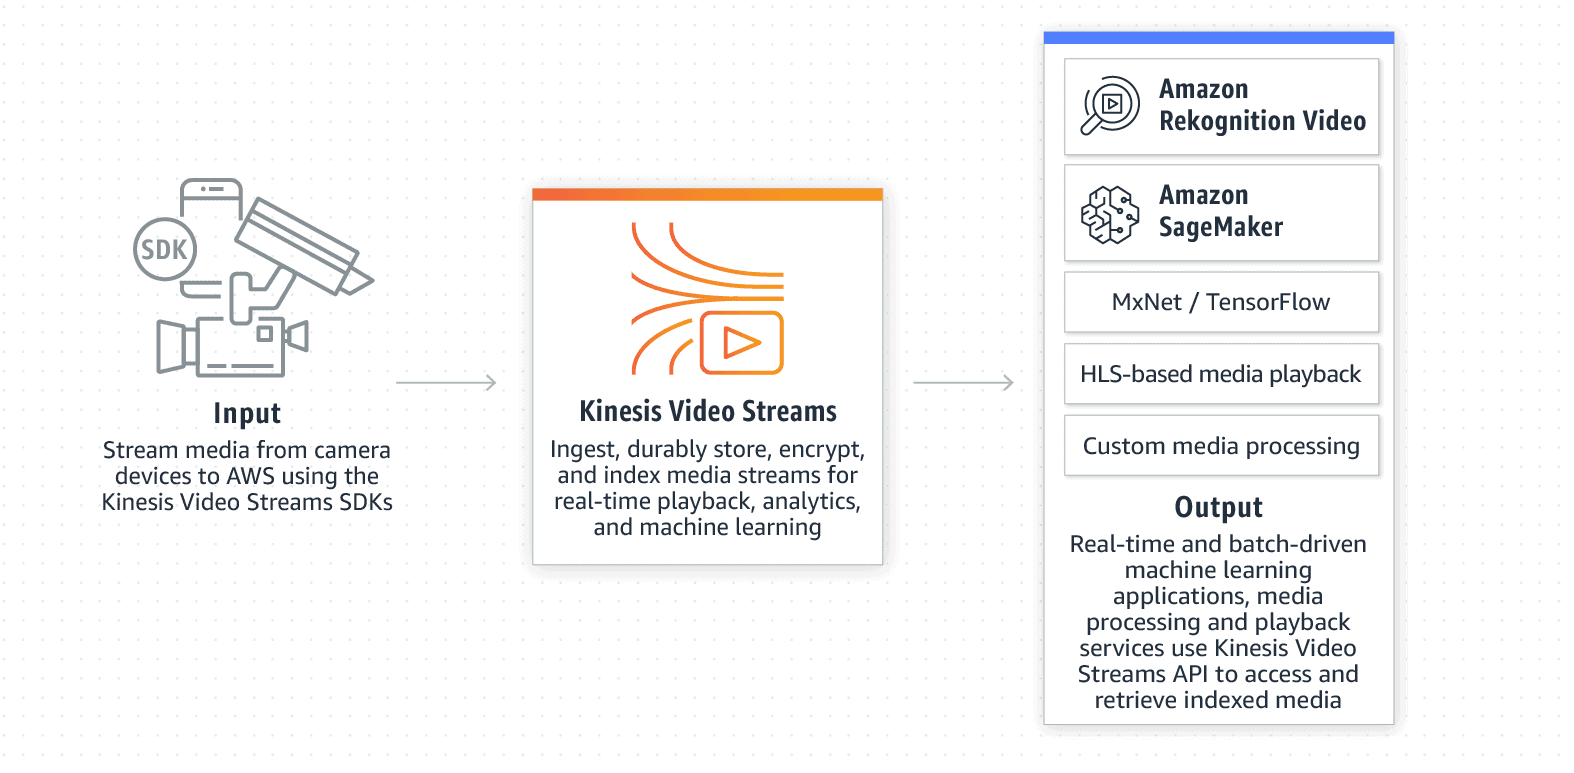 SDK
Input
Stream media from camera
devices to AWS using the
Kinesis Video Streams SDKs
Kinesis Video Streams
Ingest, durably store, encrypt,
and index media streams for
real-time playback, analytics,
and machine learning
Amazon
Rekognition Video
Amazon
SageMaker
MxNet / TensorFlow
HLS-based media playback
Custom media processing
Output
Real-time and batch-driven
machine learning
applications, media
processing and playback
services use Kinesis Video
Streams API to access and
retrieve indexed media